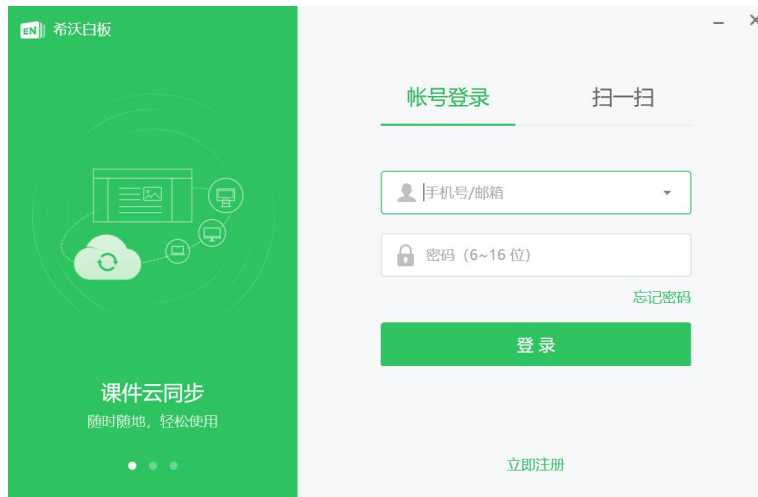 EN 希沃白板
课件云同步
随时随地，轻松使用
帐号登录 扫一扫
手机号/邮箱
密码（6~16 位）
忘记密码
登 录
立即注册